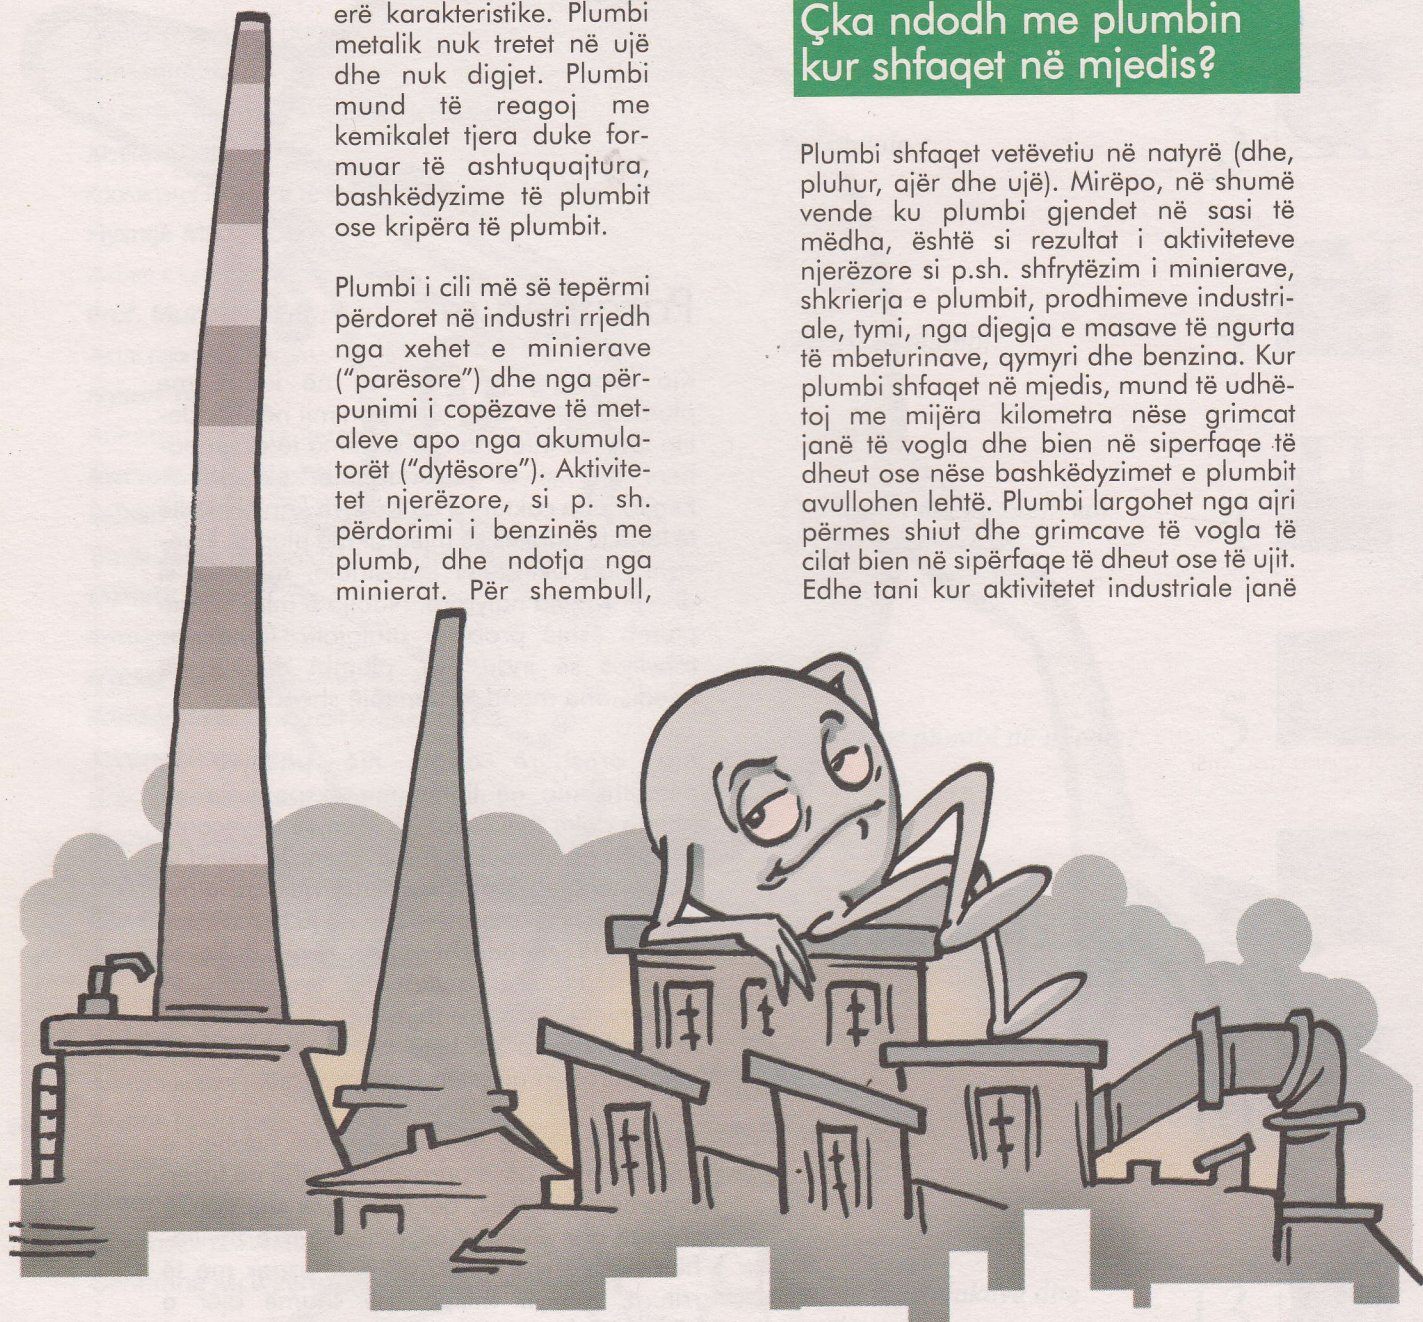 erë karakteristike. Plumbi
metalik nuk tretet në ujë
dhe nuk digjet. Plumbi
mund të reagoj me
kemikalet tjera duke for-
muar të ashtuquajtura,
bashkëdyzime të plumbit
ose kripëra të plumbit.
Plumbi i cili më së tepërmi
përdoret në industri rrjedh
nga xehet e minierave
(“parësore”) dhe nga për-
punimi i copëzave të met-
aleve apo nga akumula-
torët (“dytësore”). Aktivite-
tet njerëzore, si p. sh.
përdorimi i benzinës me
plumb, dhe ndotja nga
minierat. Për shembull,
Çka ndodh me plumbin
kur shfaqet në mjedis?
Plumbi shfaqet vetëvetiu në natyrë (dhe,
pluhur, ajër dhe ujë). Mirëpo, në shumë
vende ku plumbi gjendet në sasi të
mëdha, është si rezultat i aktiviteteve
njerëzore si p.sh. shfrytëzim i minierave,
shkrierja e plumbit, prodhimeve industri-
ale, tymi, nga djegja e masave të ngurta
të mbeturinave, qymyri dhe benzina. Kur
plumbi shfaqet në mjedis, mund të udhë-
toj me mijëra kilometra nëse grimcat
janë të vogla dhe bien në siperfaqe të
dheut ose nëse bashkëdyzimet e plumbit
avullohen lehtë. Plumbi largohet nga ajri
përmes shiut dhe grimcave të vogla të
cilat bien në sipërfaqe të dheut ose të ujit.
Edhe tani kur aktivitetet industriale janë